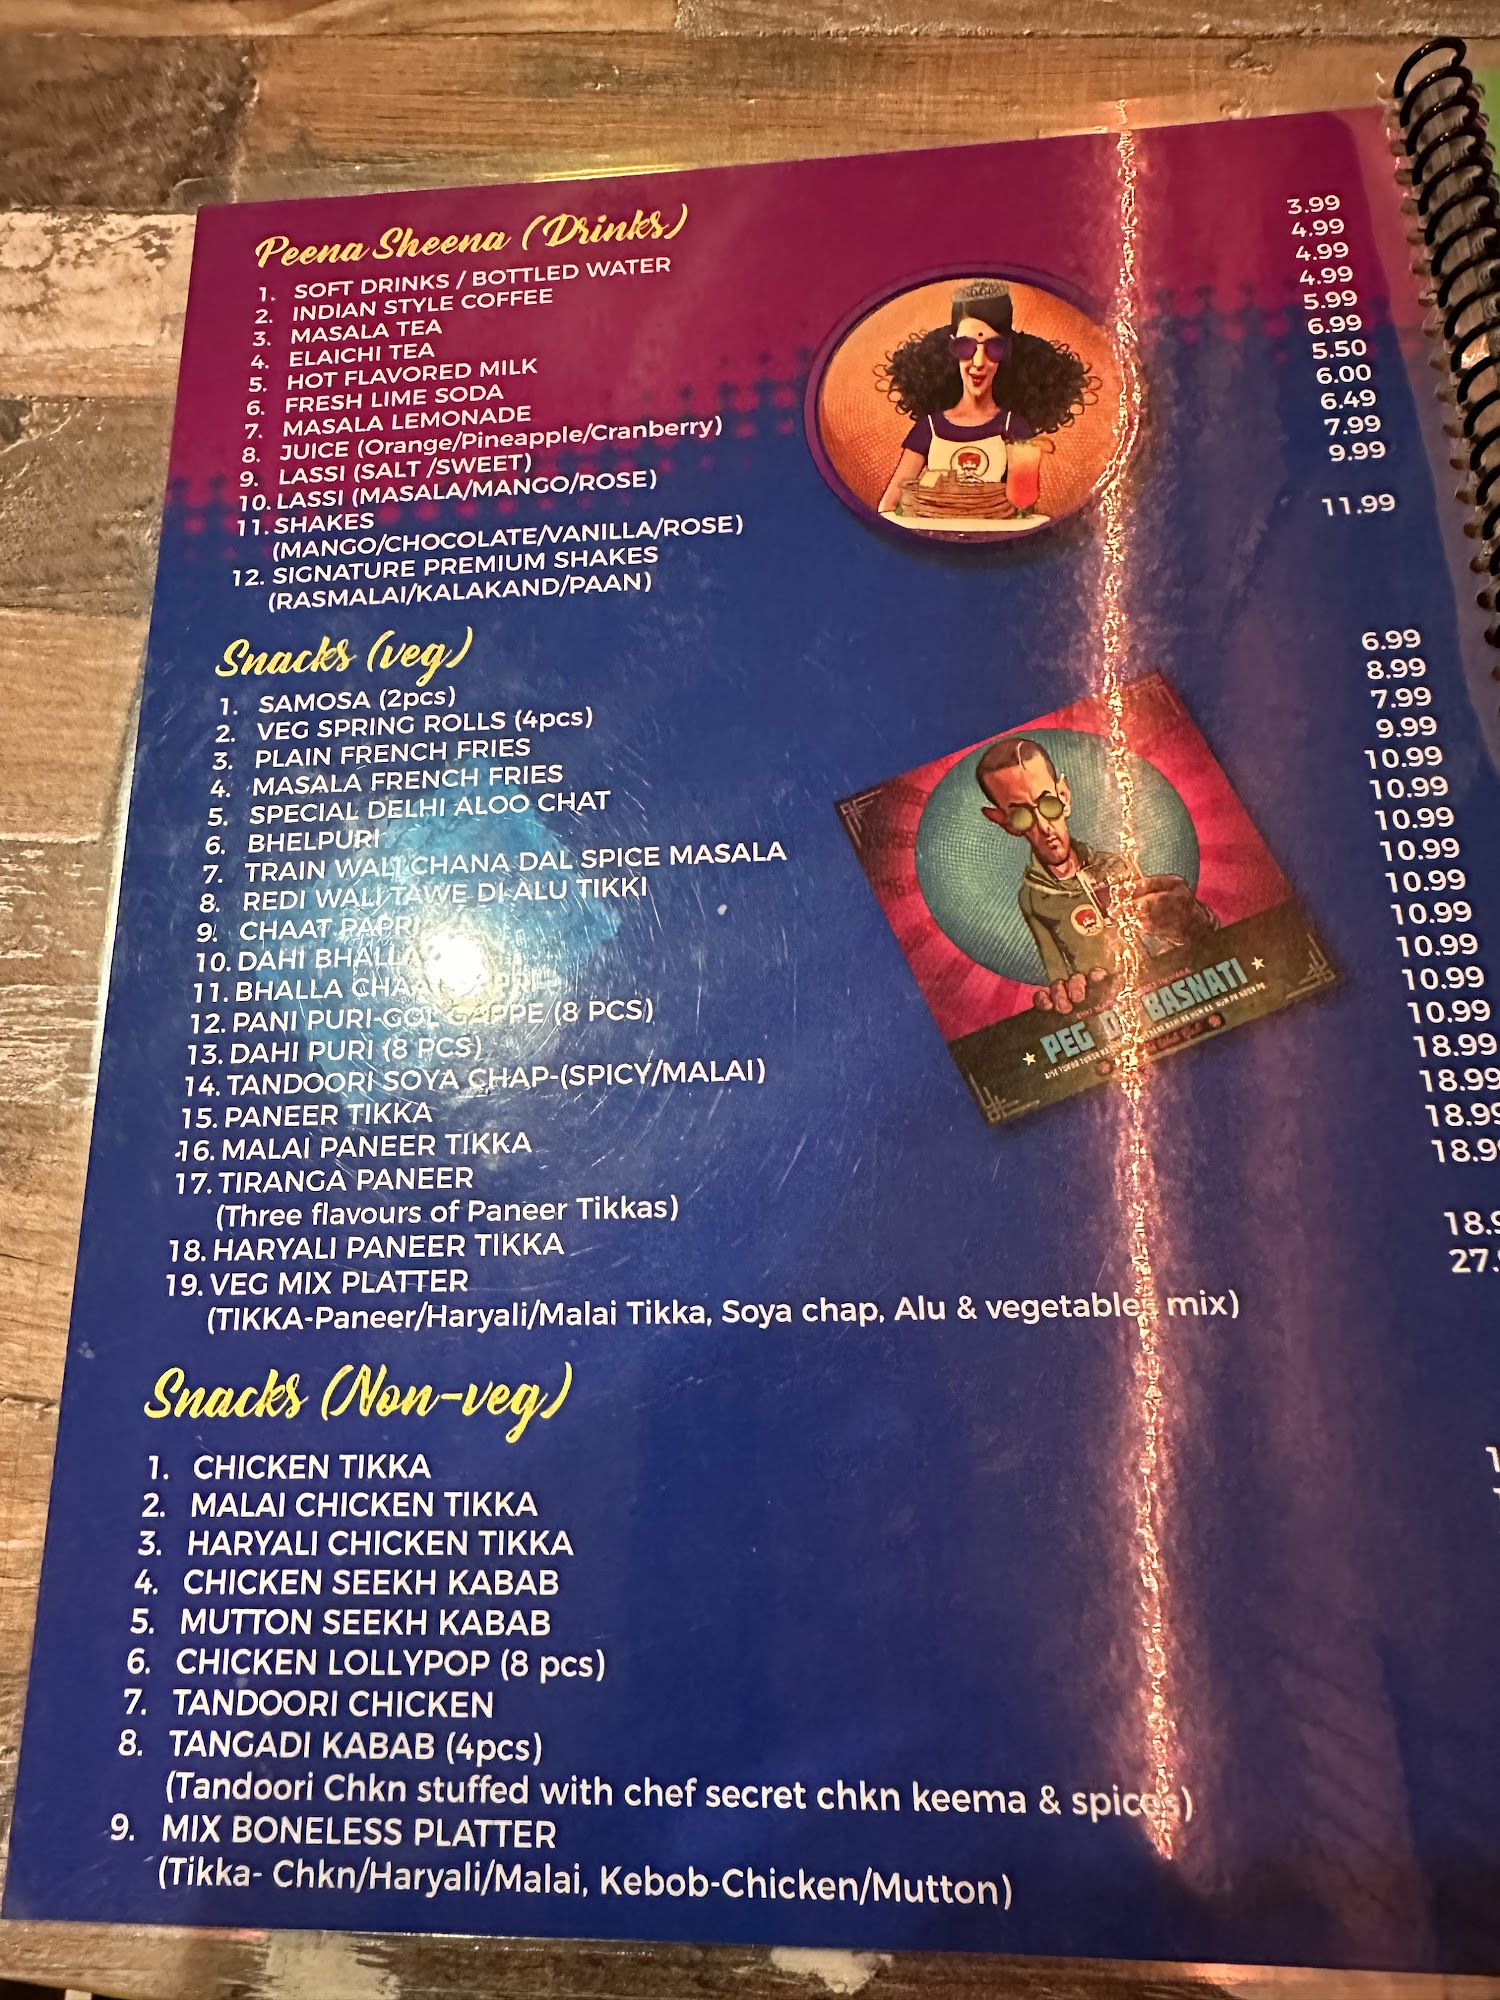 Peena Sheena (Drinks)
1. SOFT DRINKS / BOTTLED WATER 3.99
2. INDIAN STYLE COFFEE 4.99
3. MASALA TEA 4.99
4. ELAICHI TEA 4.99
5. HOT FLAVORED MILK 5.99
6. FRESH LIME SODA 6.99
7. MASALA LEMONADE 5.50
8. JUICE (Orange/Pineapple/Cranberry) 6.00
9. LASSI (SALT /SWEET) 6.49
10. LASSI (MASALA/MANGO/ROSE) 7.99
11. SHAKES 9.99
(MANGO/CHOCOLATE/VANILLA/ROSE)
12. SIGNATURE PREMIUM SHAKES 11.99
(RASMALAI/KALAKAND/PAAN)
Snacks (veg)
1. SAMOSA (2pcs) 6.99
2. VEG SPRING ROLLS (4pcs) 8.99
3. PLAIN FRENCH FRIES 7.99
4. MASALA FRENCH FRIES 9.99
5. SPECIAL DELHI ALOO CHAT 10.99
6. BHELPURI 10.99
7. TRAIN WALI CHANA DAL SPICE MASALA 10.99
8. REDI WALI TAWE DI ALU TIKKI 10.99
9. CHAAT PAPRI 10.99
10. DAHI BHALLA 10.99
11. BHALLA 10.99
12. PANI PURI-GOL GAPPE (8 PCS) 10.99
13. DAHI PURI (8 PCS) 10.99
14. TANDOORI SOYA CHAP-(SPICY/MALAI) 18.99
15. PANEER TIKKA 18.99
16. MALAI PANEER TIKKA 18.99
17. TIRANGA PANEER 18.9
(Three flavours of Paneer Tikkas)
18. HARYALI PANEER TIKKA 18.9
19. VEG MIX PLATTER 27.
(TIKKA-Paneer/Haryali/Malai Tikka, Soya chap, Alu & vegetables mix)
PEG BASNATI
Snacks (Non-veg)
1. CHICKEN TIKKA
2. MALAI CHICKEN TIKKA
3. HARYALI CHICKEN TIKKA
4. CHICKEN SEEKH KABAB
5. MUTTON SEEKH KABAB
6. CHICKEN LOLLYPOP (8 pcs)
7. TANDOORI CHICKEN
8. TANGADI KABAB (4pcs)
(Tandoori Chkn stuffed with chef secret chkn keema & spices)
9. MIX BONELESS PLATTER
(Tikka- Chkn/Haryali/Malai, Kebob-Chicken/Mutton)